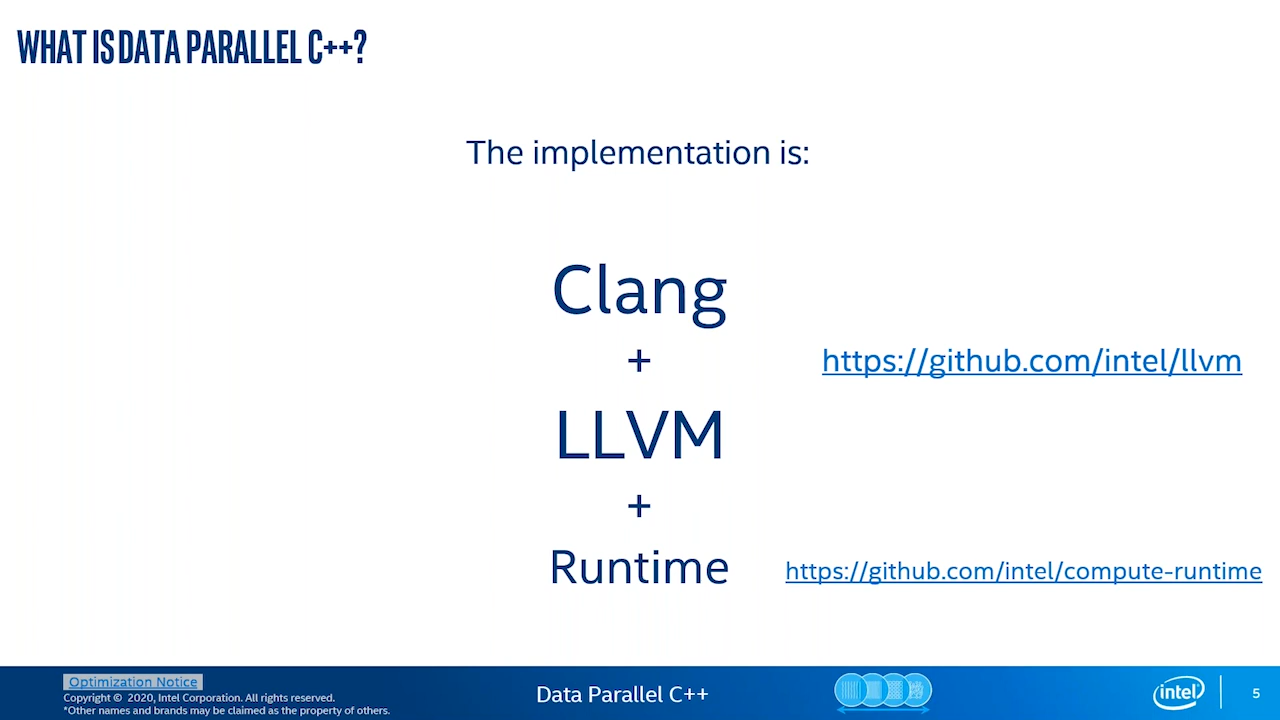 WHAT IS DATA PARALLEL C++?
The implementation is:
Clang
+
https://github.com/intel/llvm
LLVM
+
Runtime
https://github.com/intel/compute-runtime
Optimization Notice
Copyright © 2020, Intel Corporation. All rights reserved.
*Other names and brands may be claimed as the property of others.
Data Parallel C++
intel
5